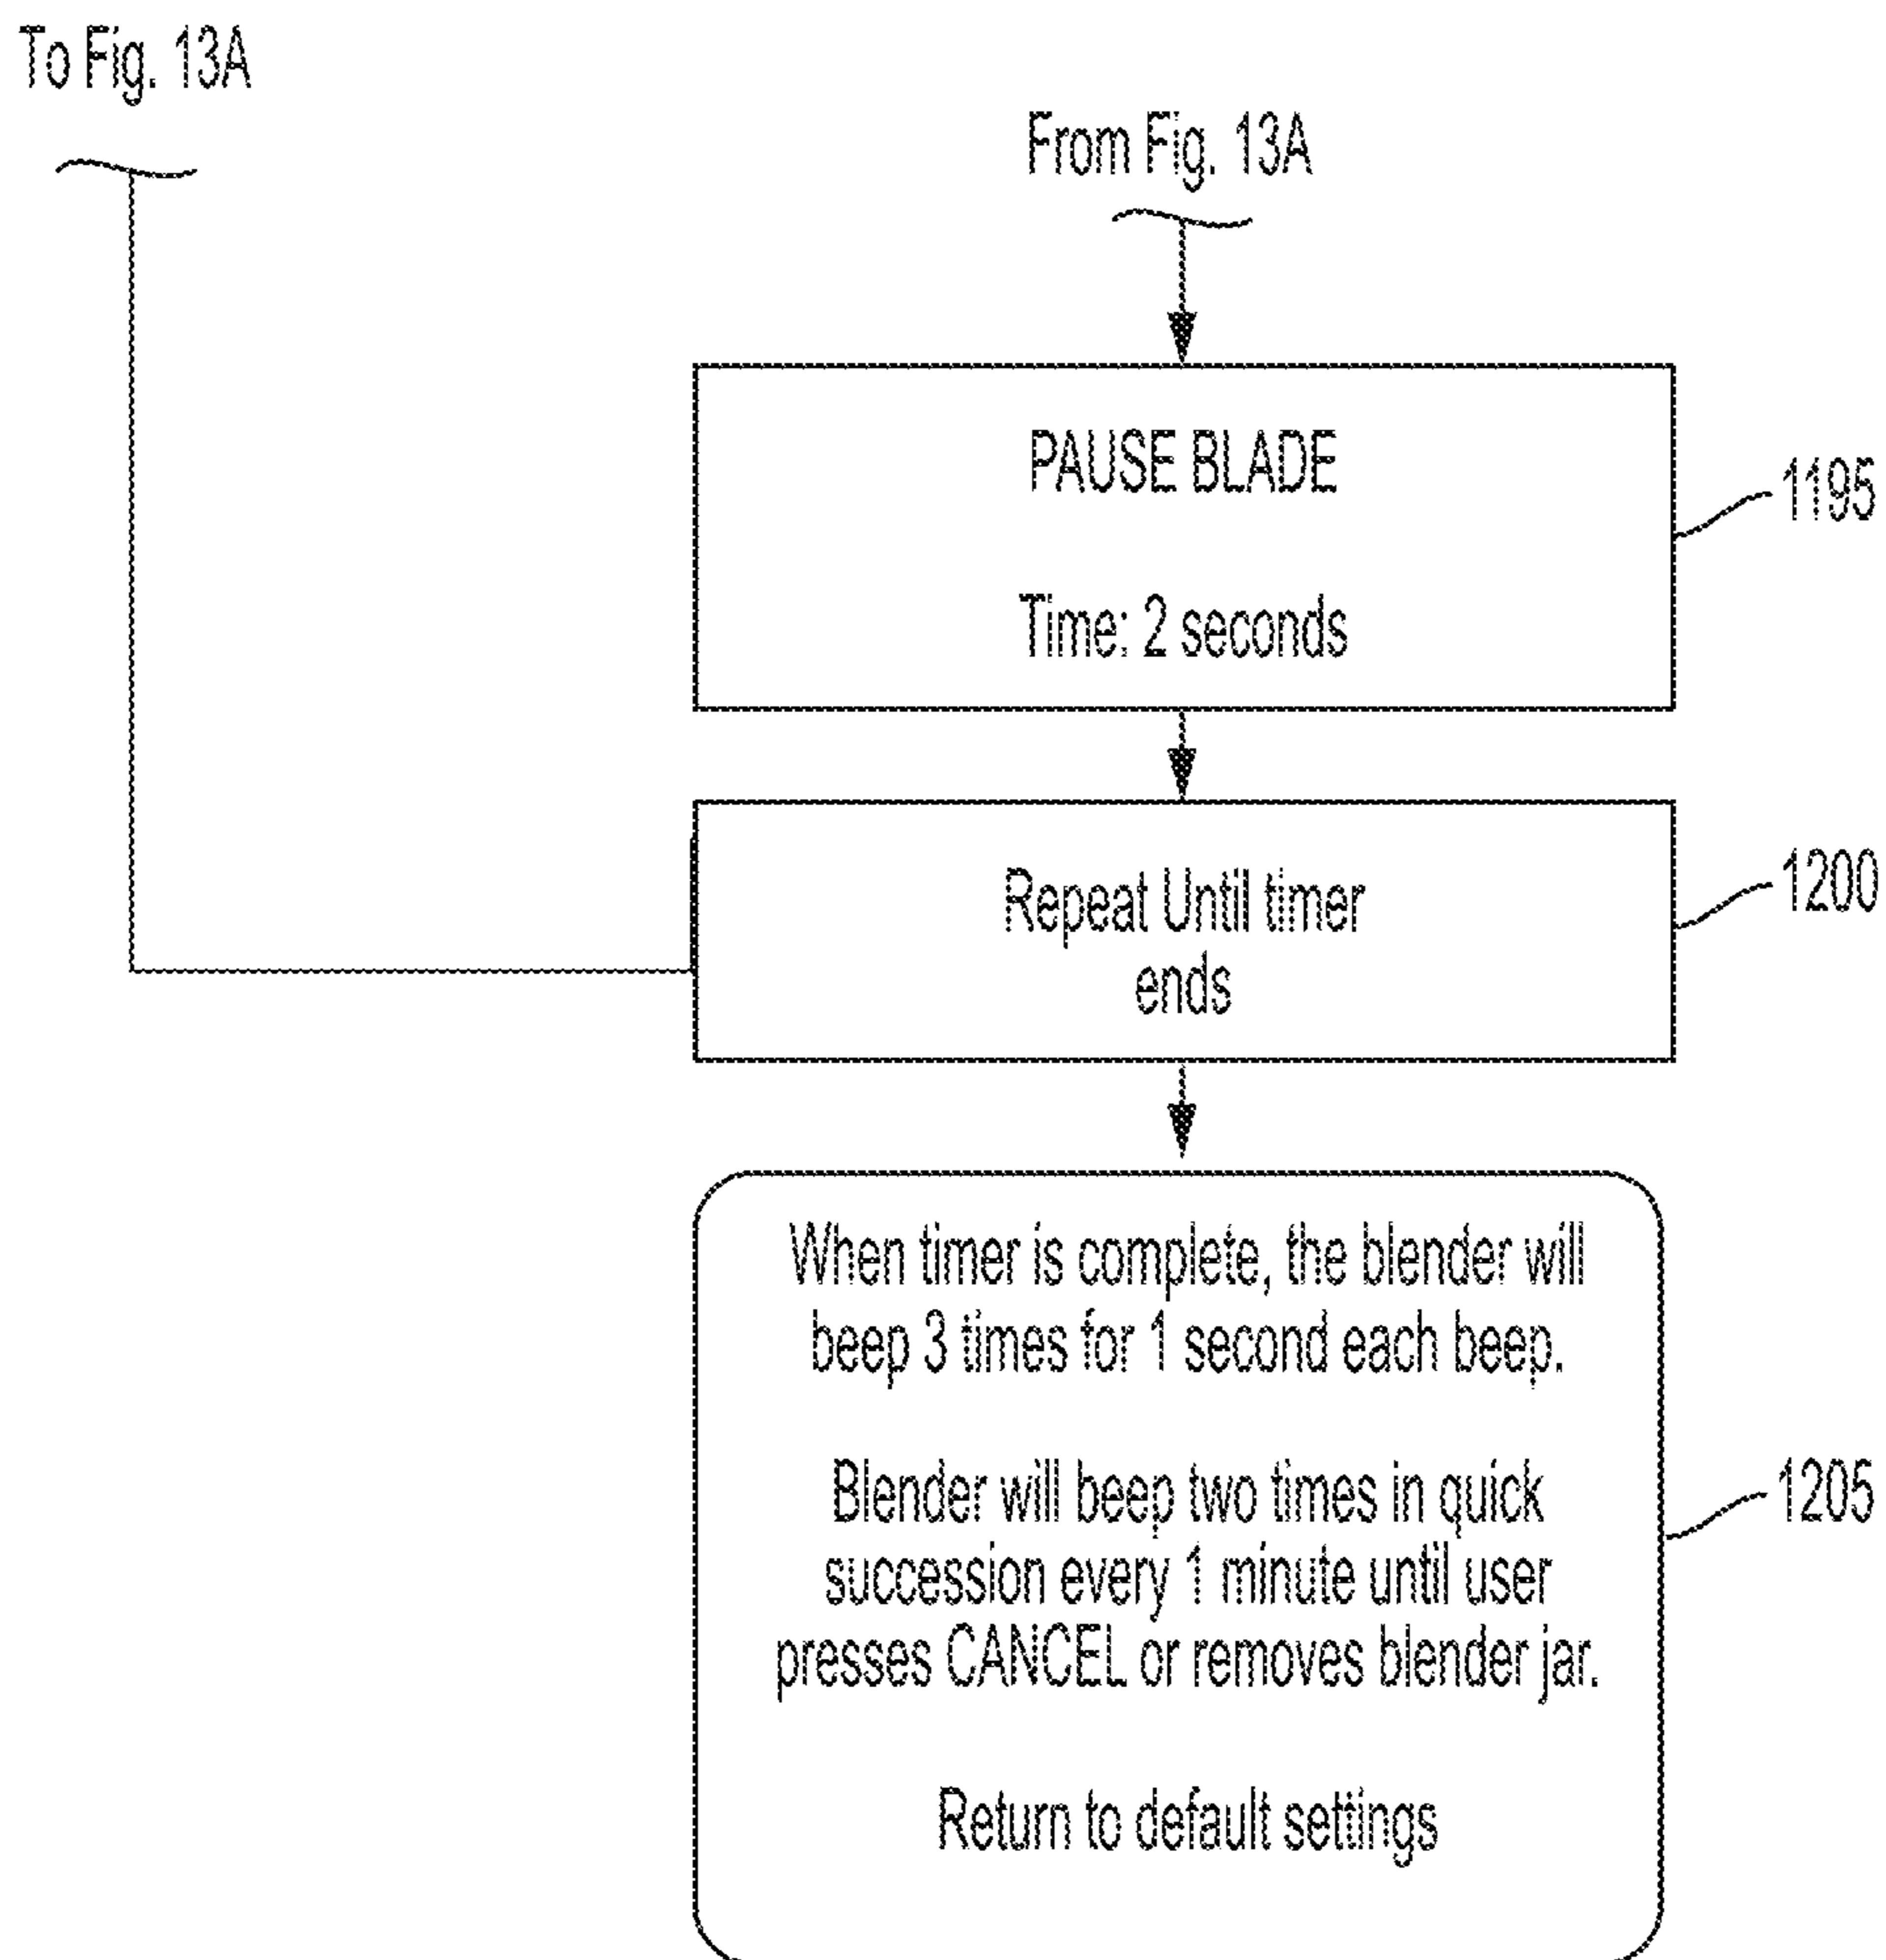 To Fig. 13A
From Fig. 13A
PAUSE BLADE
Time: 2 seconds
1195
Repeat Until timer
ends
1200
When timer is complete, the blender will
beep 3 times for 1 second each beep.
Blender will beep two times in quick
succession every 1 minute until user
presses CANCEL or removes blender jar.
Return to default settings
1205